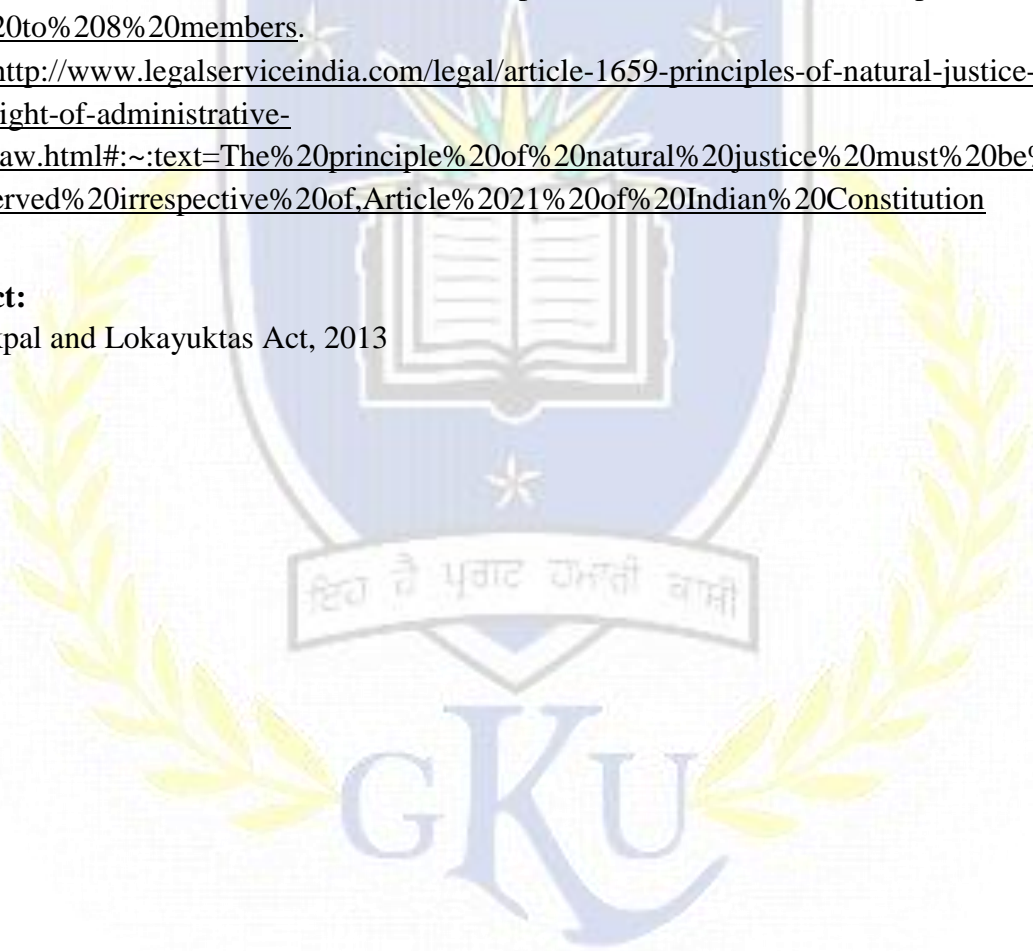 20to%208%20members.
http://www.legalserviceindia.com/legal/article-1659-principles-of-natural-justice-
ight-of-administrative-
aw.html#:~:text=The%20principle%20of%20natural%20justice%20must%20be%
erved%20irrespective%20of,Article%2021%20of%20Indian%20Constitution
ct:
kpal and Lokayuktas Act, 2013
ਇਹ ਹੈ ਪ੍ਰਗਟ ਹਮਾਰੀ ਕਾਸੀ
GKU